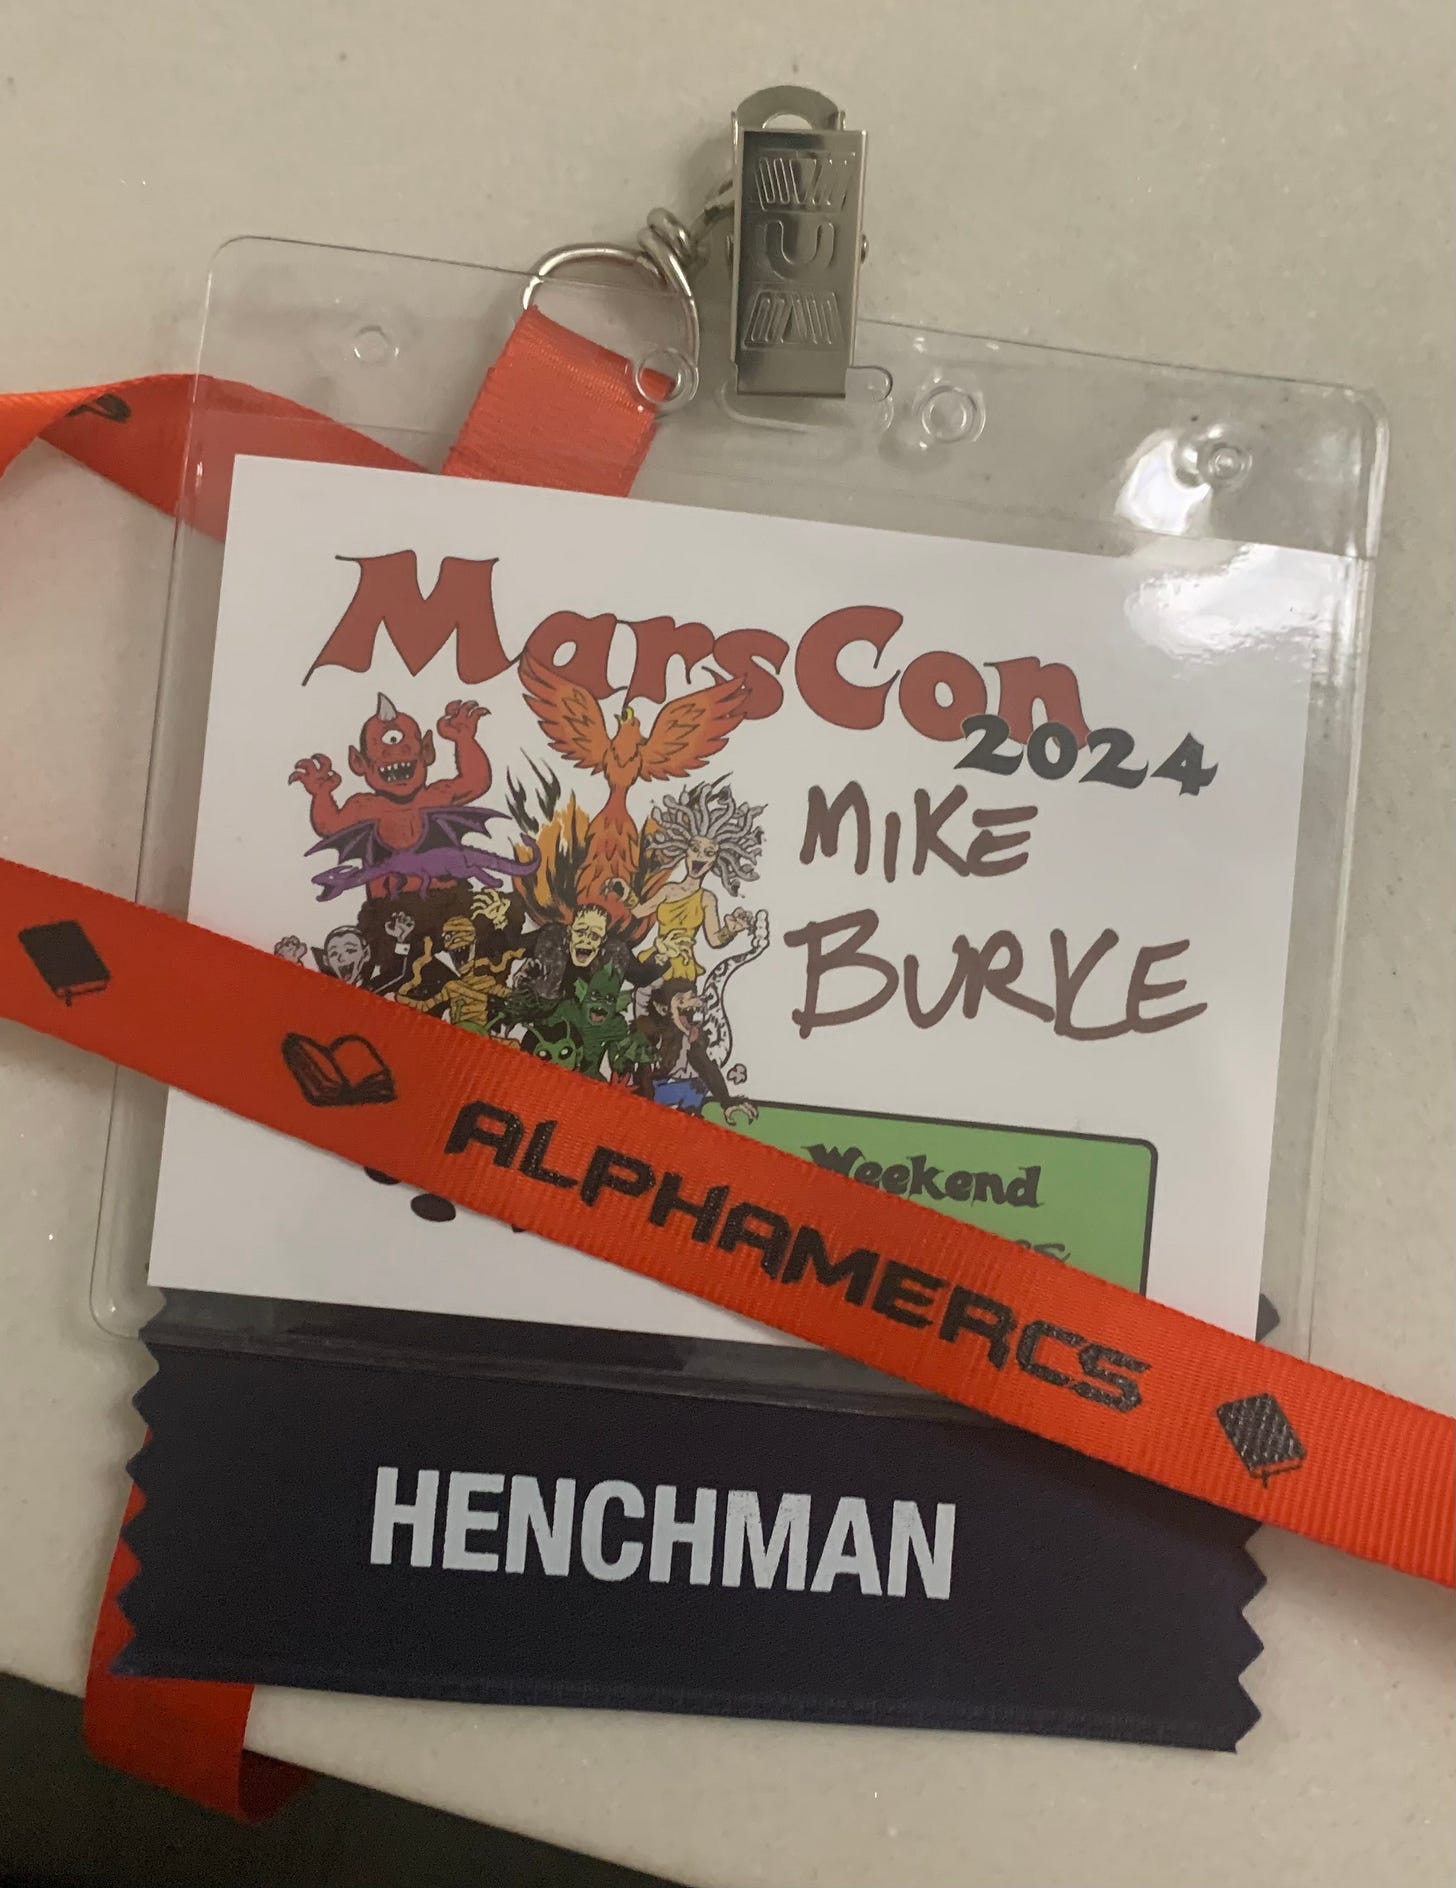 MarsCon
2024
MIKE
BURKE
Weekend
ALPHAMERCS
HENCHMAN